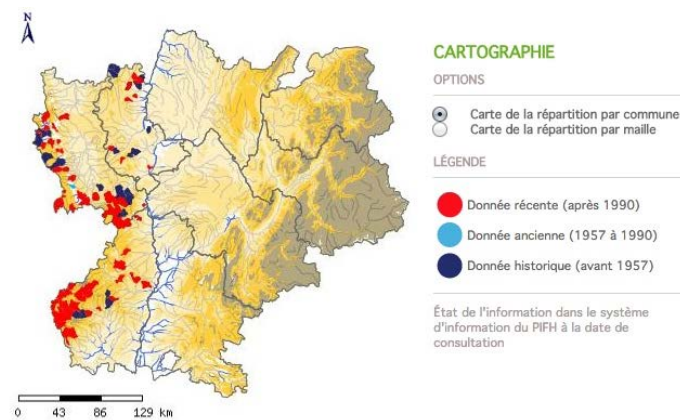 N
CARTOGRAPHIE
OPTIONS
Carte de la répartition par commune
Carte de la répartition par maille
LÉGENDE
Donnée récente (après 1990)
Donnée ancienne (1957 à 1990)
Donnée historique (avant 1957)
État de l'information dans le système
d'information du PIFH à la date de
consultation
0 43 86 129 km